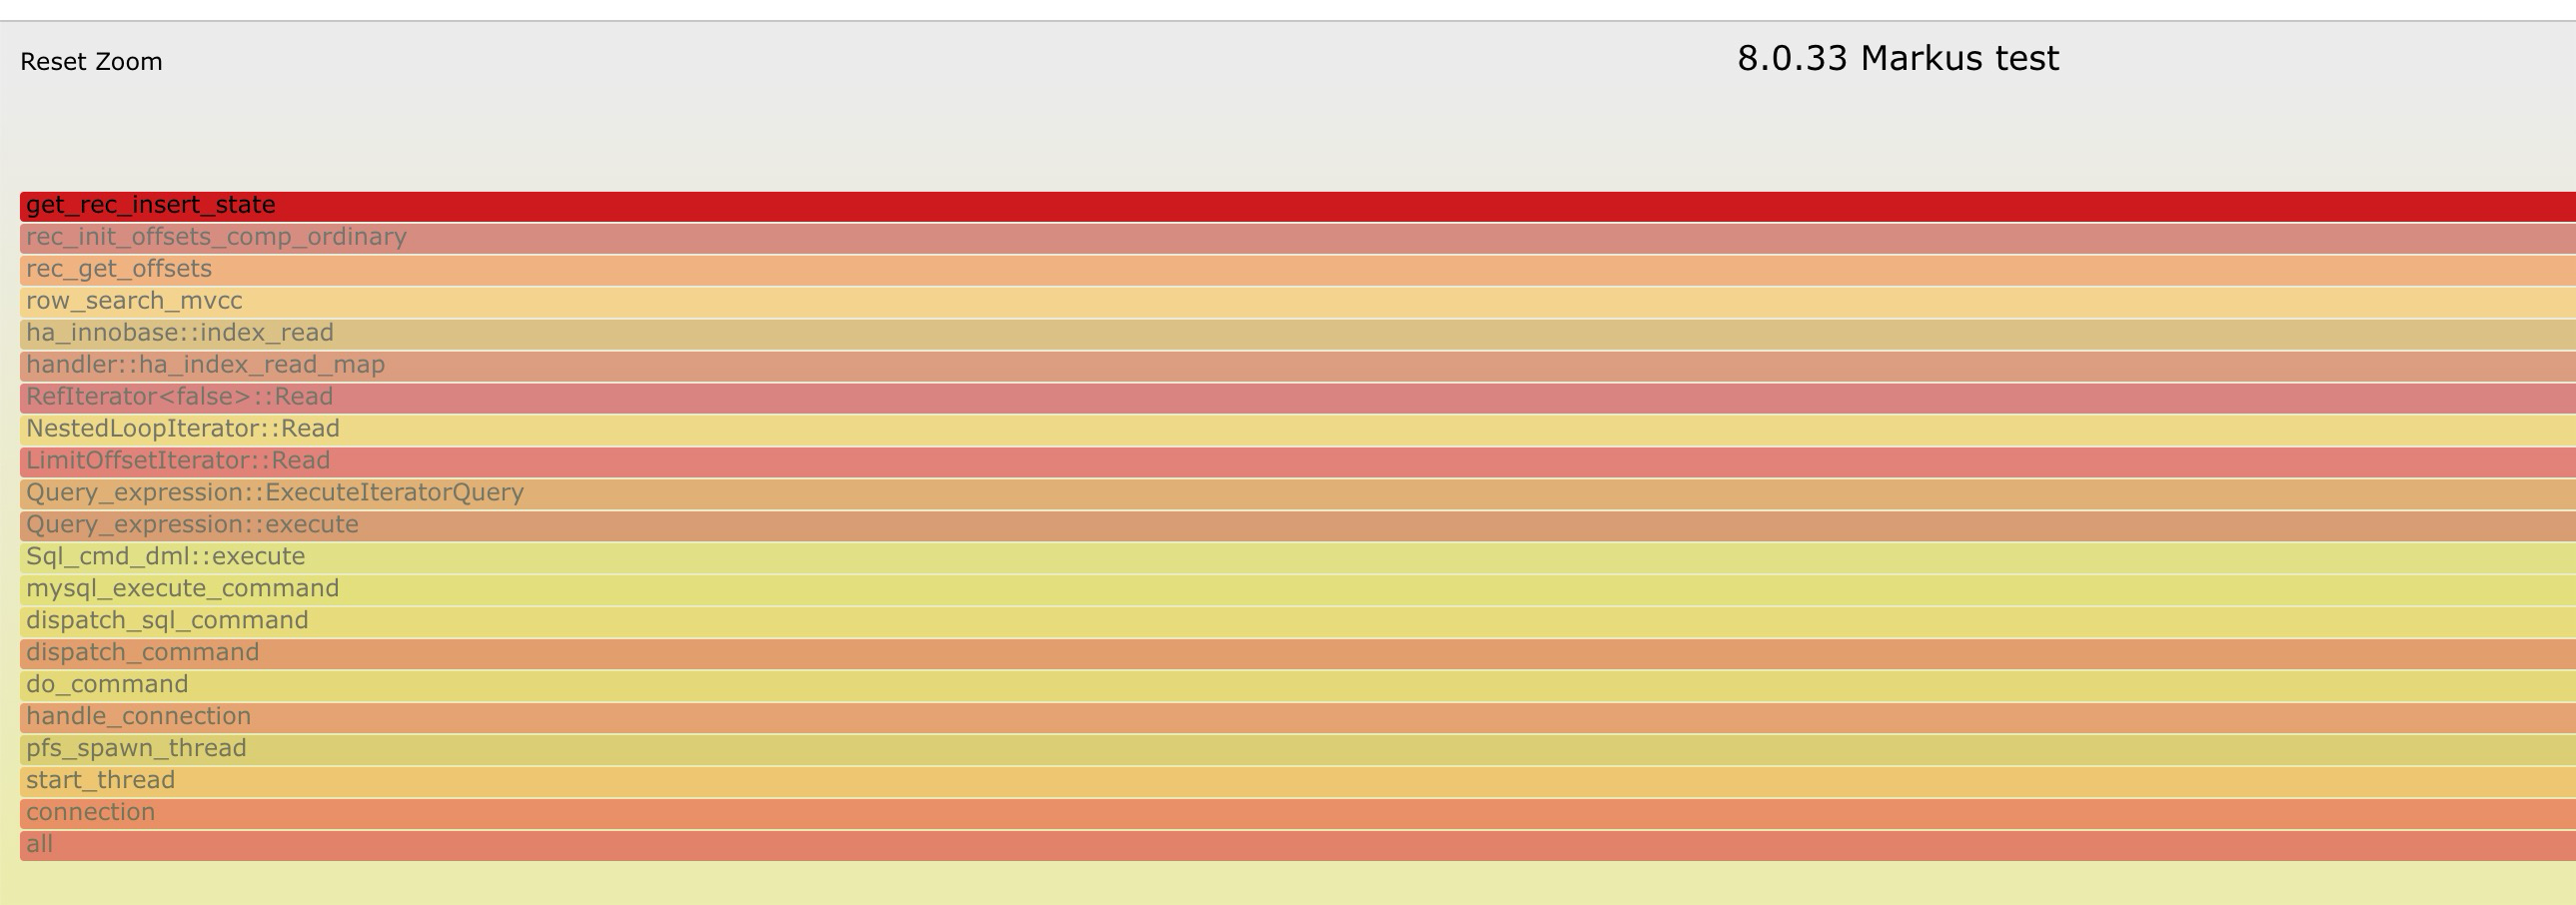 Reset Zoom
8.0.33 Markus test
get_rec_insert_state
rec_init_offsets_comp_ordinary
rec_get_offsets
row_search_mvcc
ha_innobase::index_read
handler::ha_index_read_map
RefIterator<false>::Read
NestedLoopIterator::Read
LimitOffsetIterator::Read
Query_expression::ExecuteIteratorQuery
Query_expression::execute
Sql_cmd_dml::execute
mysql_execute_command
dispatch_sql_command
dispatch_command
do_command
handle_connection
pfs_spawn_thread
start_thread
connection
all